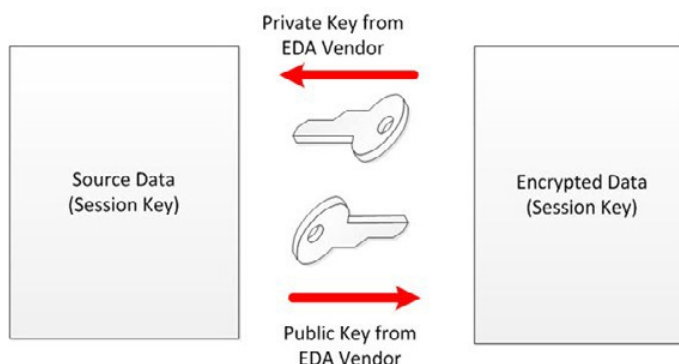 Private Key from
EDA Vendor
Source Data
(Session Key)
Encrypted Data
(Session Key)
Public Key from
EDA Vendor